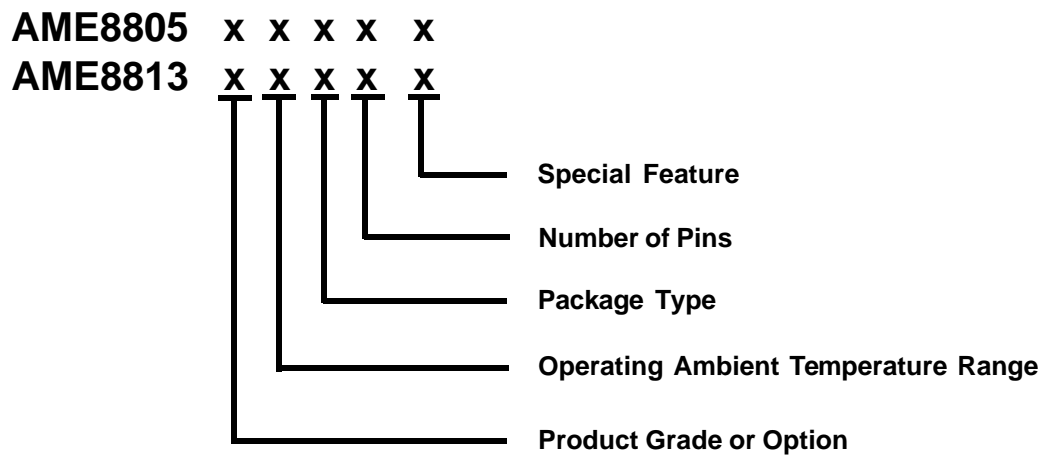 AME8805 x x x x x
AME8813 x x x x x
Special Feature
Number of Pins
Package Type
Operating Ambient Temperature Range
Product Grade or Option